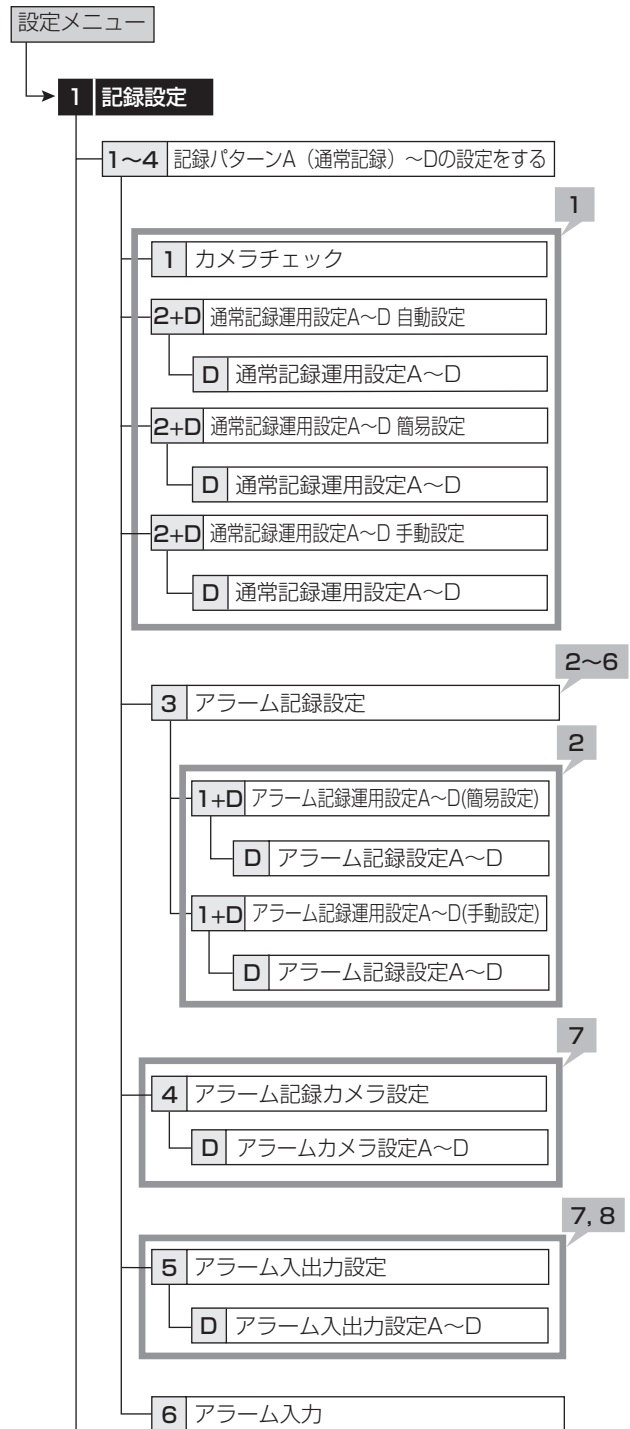 設定メニュー
1 記録設定
1〜4 記録パターンA（通常記録）〜Dの設定をする
1
1 カメラチェック
2+D 通常記録運用設定A〜D 自動設定
D 通常記録運用設定A〜D
2+D 通常記録運用設定A〜D 簡易設定
D 通常記録運用設定A〜D
2+D 通常記録運用設定A〜D 手動設定
D 通常記録運用設定A〜D
2〜6
3 アラーム記録設定
2
1+D アラーム記録運用設定A〜D(簡易設定)
D アラーム記録設定A〜D
1+D アラーム記録運用設定A〜D(手動設定)
D アラーム記録設定A〜D
7
4 アラーム記録カメラ設定
D アラームカメラ設定A〜D
7, 8
5 アラーム入出力設定
D アラーム入出力設定A〜D
6 アラーム入力